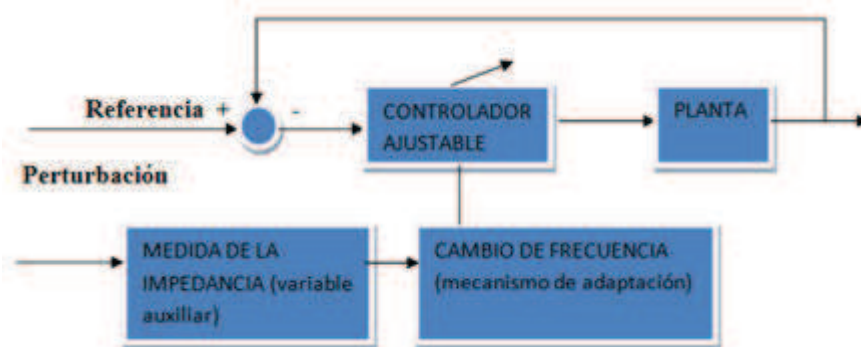 Referencia + -
CONTROLADOR
AJUSTABLE
PLANTA
Perturbación
MEDIDA DE LA
IMPEDANCIA (variable
auxiliar)
CAMBIO DE FRECUENCIA
(mecanismo de adaptación)